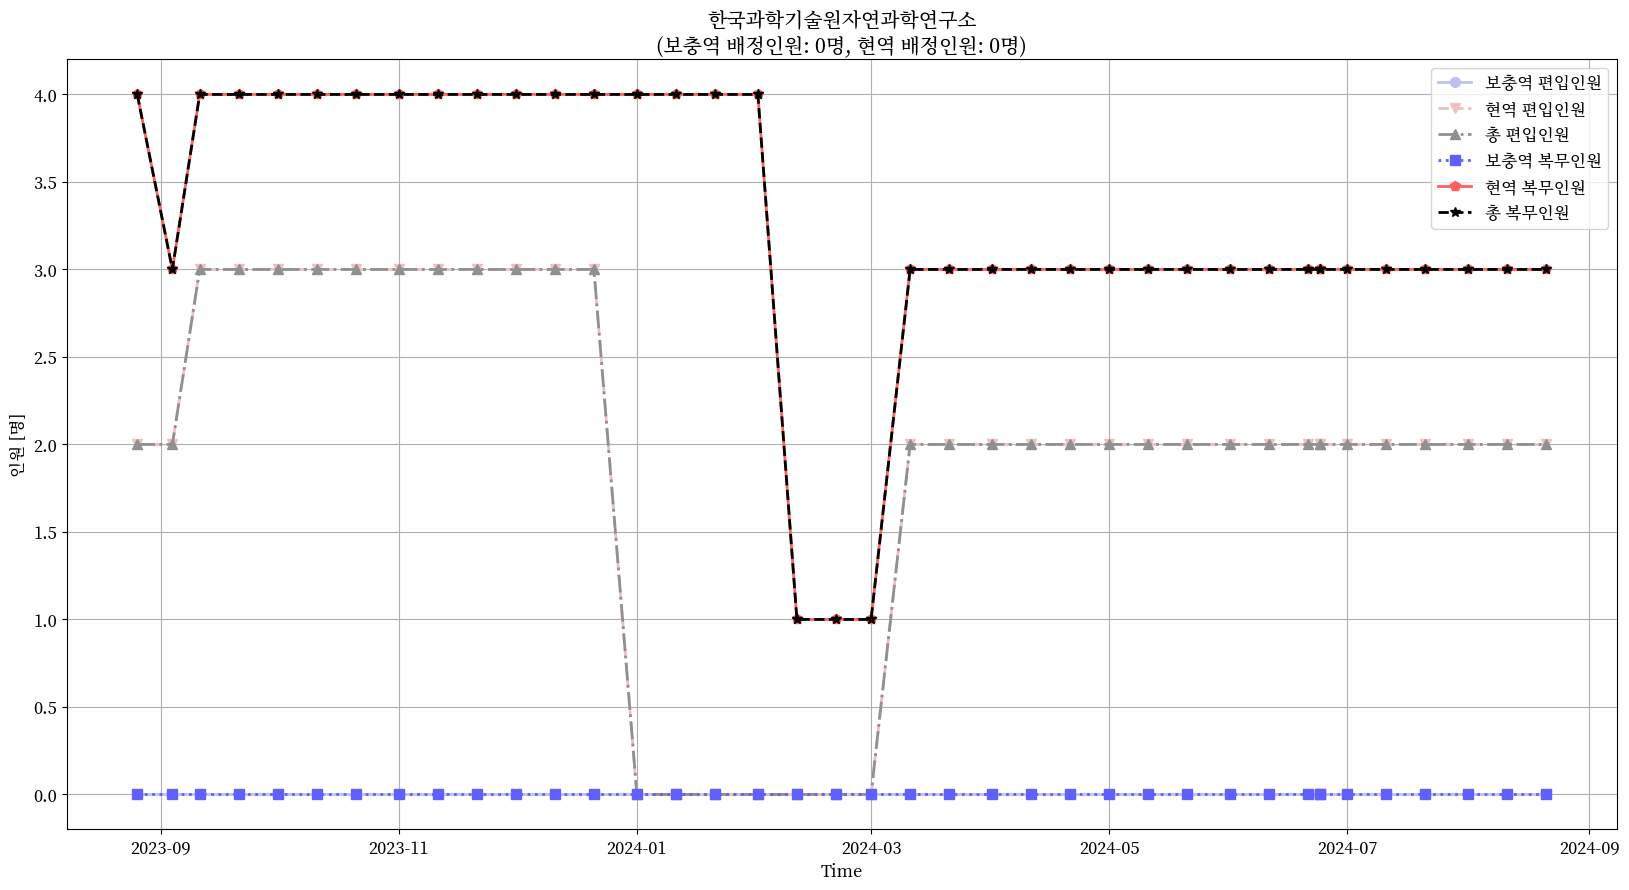 한국과학기술원자연과학연구소
(보충역 배정인원: 0명, 현역 배정인원: 0명)
보충역 편입인원
현역 편입인원
총 편입인원
보충역 복무인원
현역 복무인원
총 복무인원
인원 [명]
4.0
3.5
3.0
2.5
2.0
1.5
1.0
0.5
0.0
2023-09
2023-11
2024-01
2024-03
2024-05
2024-07
2024-09
Time